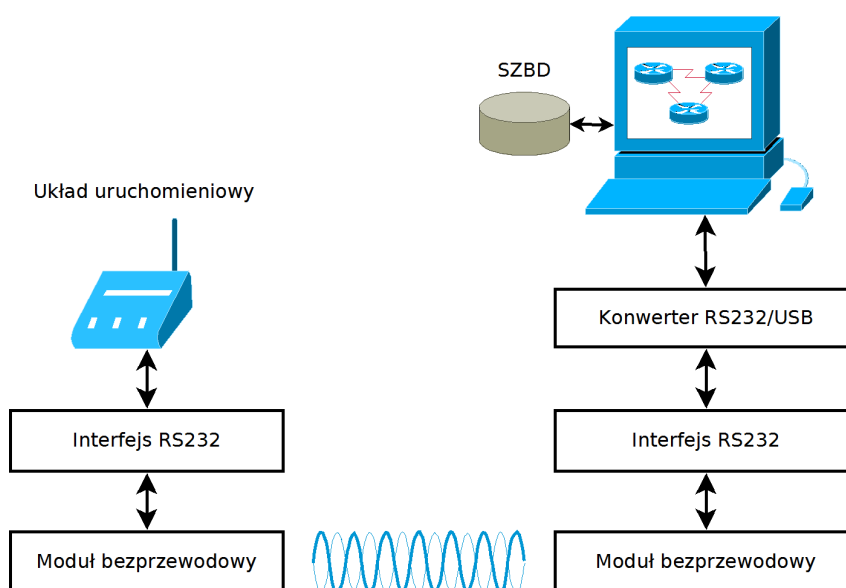 SZBD
Układ uruchomieniowy
Konwerter RS232/USB
Interfejs RS232
Interfejs RS232
Moduł bezprzewodowy
Moduł bezprzewodowy